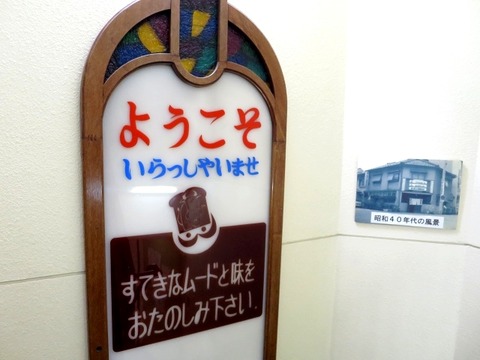 ようこそ
いらっしやいませ
すてきなムードと味を
おたのしみ下さい.
昭和40年代の風景